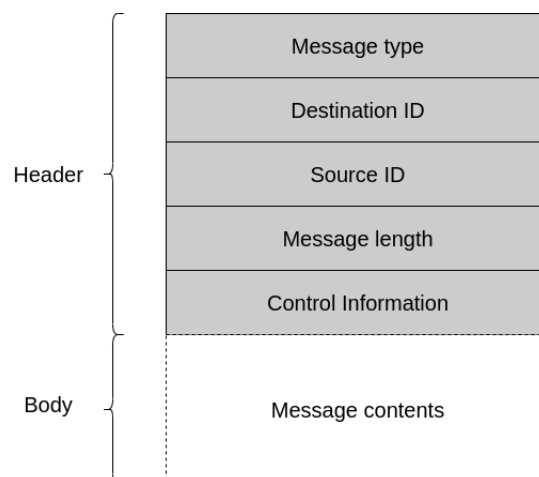 Message type
Destination ID
Header
Source ID
Message length
Control Information
Body
Message contents